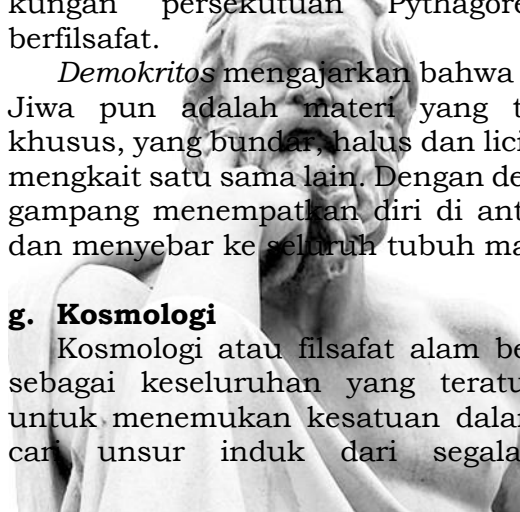 kungan persekutuan Pythagore
berfilsafat.
Demokritos mengajarkan bahwa
Jiwa pun adalah materi yang t
khusus, yang bundar, halus dan lici
mengkait satu sama lain. Dengan de
gampang menempatkan diri di ant
dan menyebar ke seluruh tubuh ma
g. Kosmologi
Kosmologi atau filsafat alam be
sebagai keseluruhan yang teratu
untuk menemukan kesatuan dalam
cari unsur induk dari segala